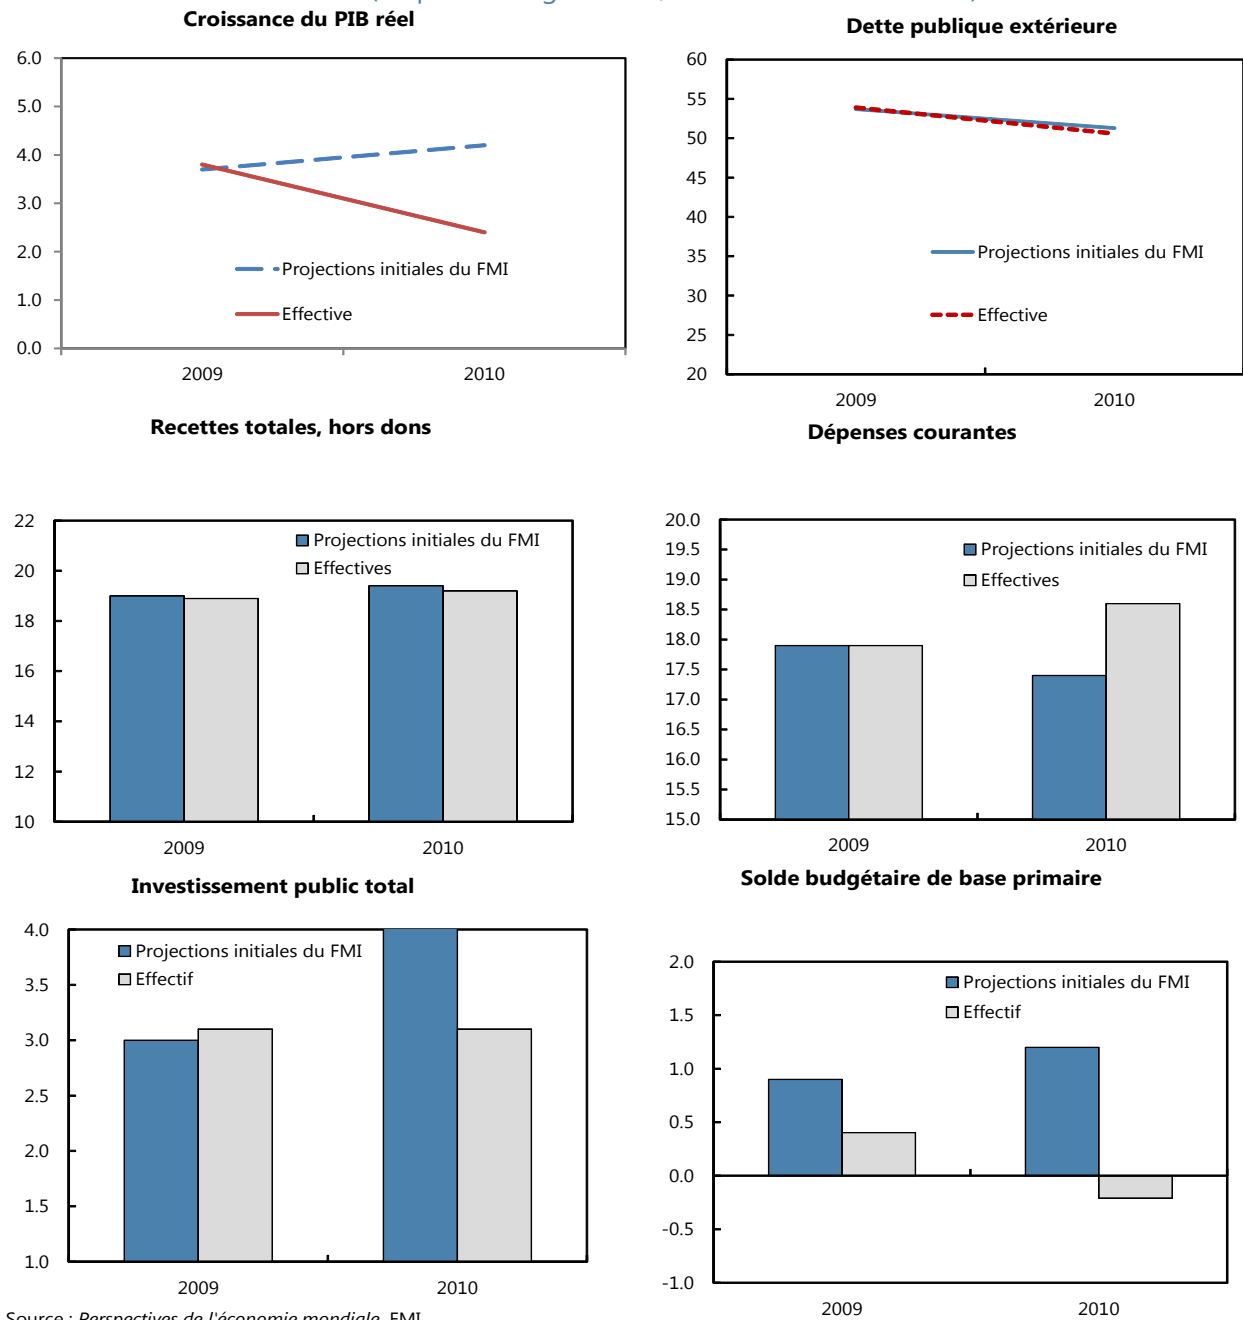 Croissance du PIB réel
6.0
5.0
4.0
3.0
2.0
1.0
0.0
Projections initiales du FMI
Effective
2009 2010
Dette publique extérieure
60
55
50
45
40
35
30
25
20
Projections initiales du FMI
Effective
2009 2010
Recettes totales, hors dons
22
20
18
16
14
12
10
Projections initiales du FMI
Effectives
2009 2010
Dépenses courantes
20.0
19.5
19.0
18.5
18.0
17.5
17.0
16.5
16.0
15.5
15.0
Projections initiales du FMI
Effectives
2009 2010
Investissement public total
4.0
3.5
3.0
2.5
2.0
1.5
1.0
Projections initiales du FMI
Effectif
2009 2010
Solde budgétaire de base primaire
2.0
1.5
1.0
0.5
0.0
-0.5
-1.0
Projections initiales du FMI
Effectif
2009 2010
Source : Perspectives de l'économie mondiale, FMI